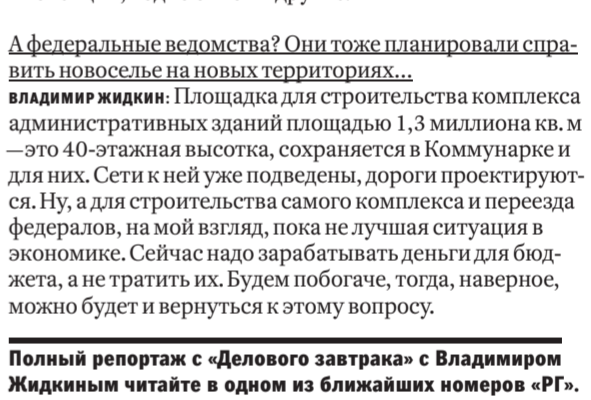 А федеральные ведомства? Они тоже планировали спра-
вить новоселье на новых территориях...
ВЛАДИМИР ЖИДКИН: Площадка для строительства комплекса
административных зданий площадью 1,3 миллиона кв. м
—это 40-этажная высотка, сохраняется в Коммунарке и
для них. Сети к ней уже подведены, дороги проектируют-
ся. Ну, а для строительства самого комплекса и переезда
федералов, на мой взгляд, пока не лучшая ситуация в
экономике. Сейчас надо зарабатывать деньги для бюд-
жета, а не тратить их. Будем побогаче, тогда, наверное,
можно будет и вернуться к этому вопросу.
Полный репортаж с «Делового завтрака» с Владимиром
Жидкиным читайте в одном из ближайших номеров «РГ».